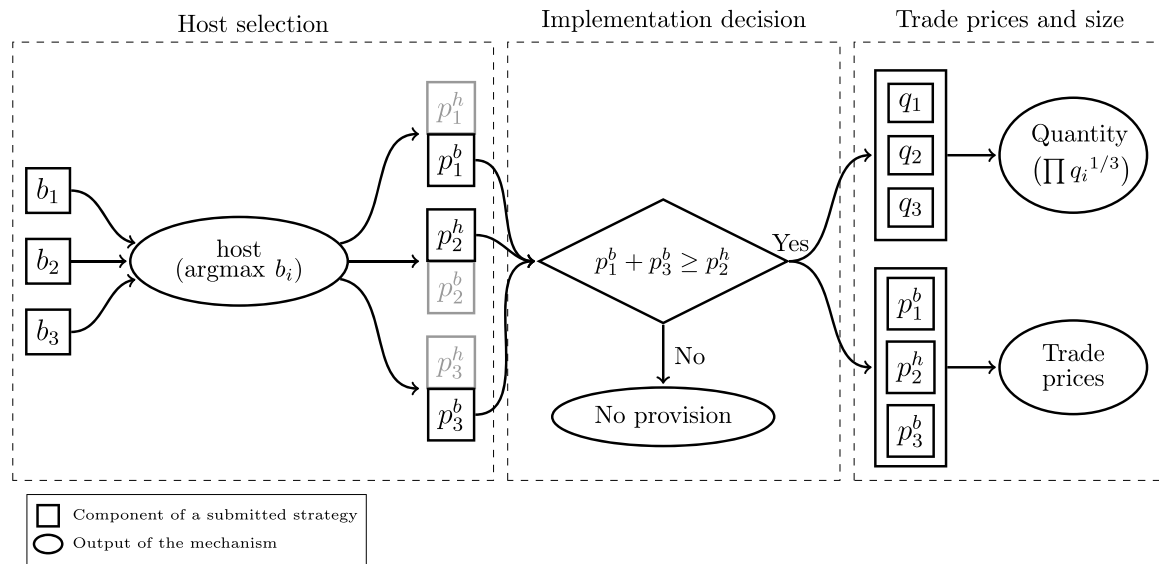 Host selection
Implementation decision
Trade prices and size
b₁
b₂
b₃
host
(argmax bᵢ)
p₁ʰ
p₁ᵇ
p₂ʰ
p₂ᵇ
p₃ʰ
p₃ᵇ
p₁ᵇ + p₃ᵇ ≥ p₂ʰ
Yes
No
No provision
q₁
q₂
q₃
Quantity
(∏ qᵢ^{1/3})
p₁ᵇ
p₂ʰ
p₃ᵇ
Trade
prices
Component of a submitted strategy
Output of the mechanism